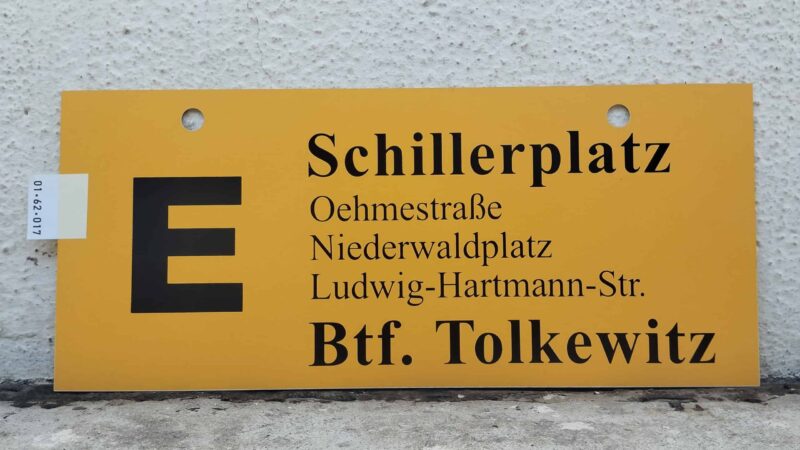 01-62-017
E
Schillerplatz
Oehmestraße
Niederwaldplatz
Ludwig-Hartmann-Str.
Btf. Tolkewitz